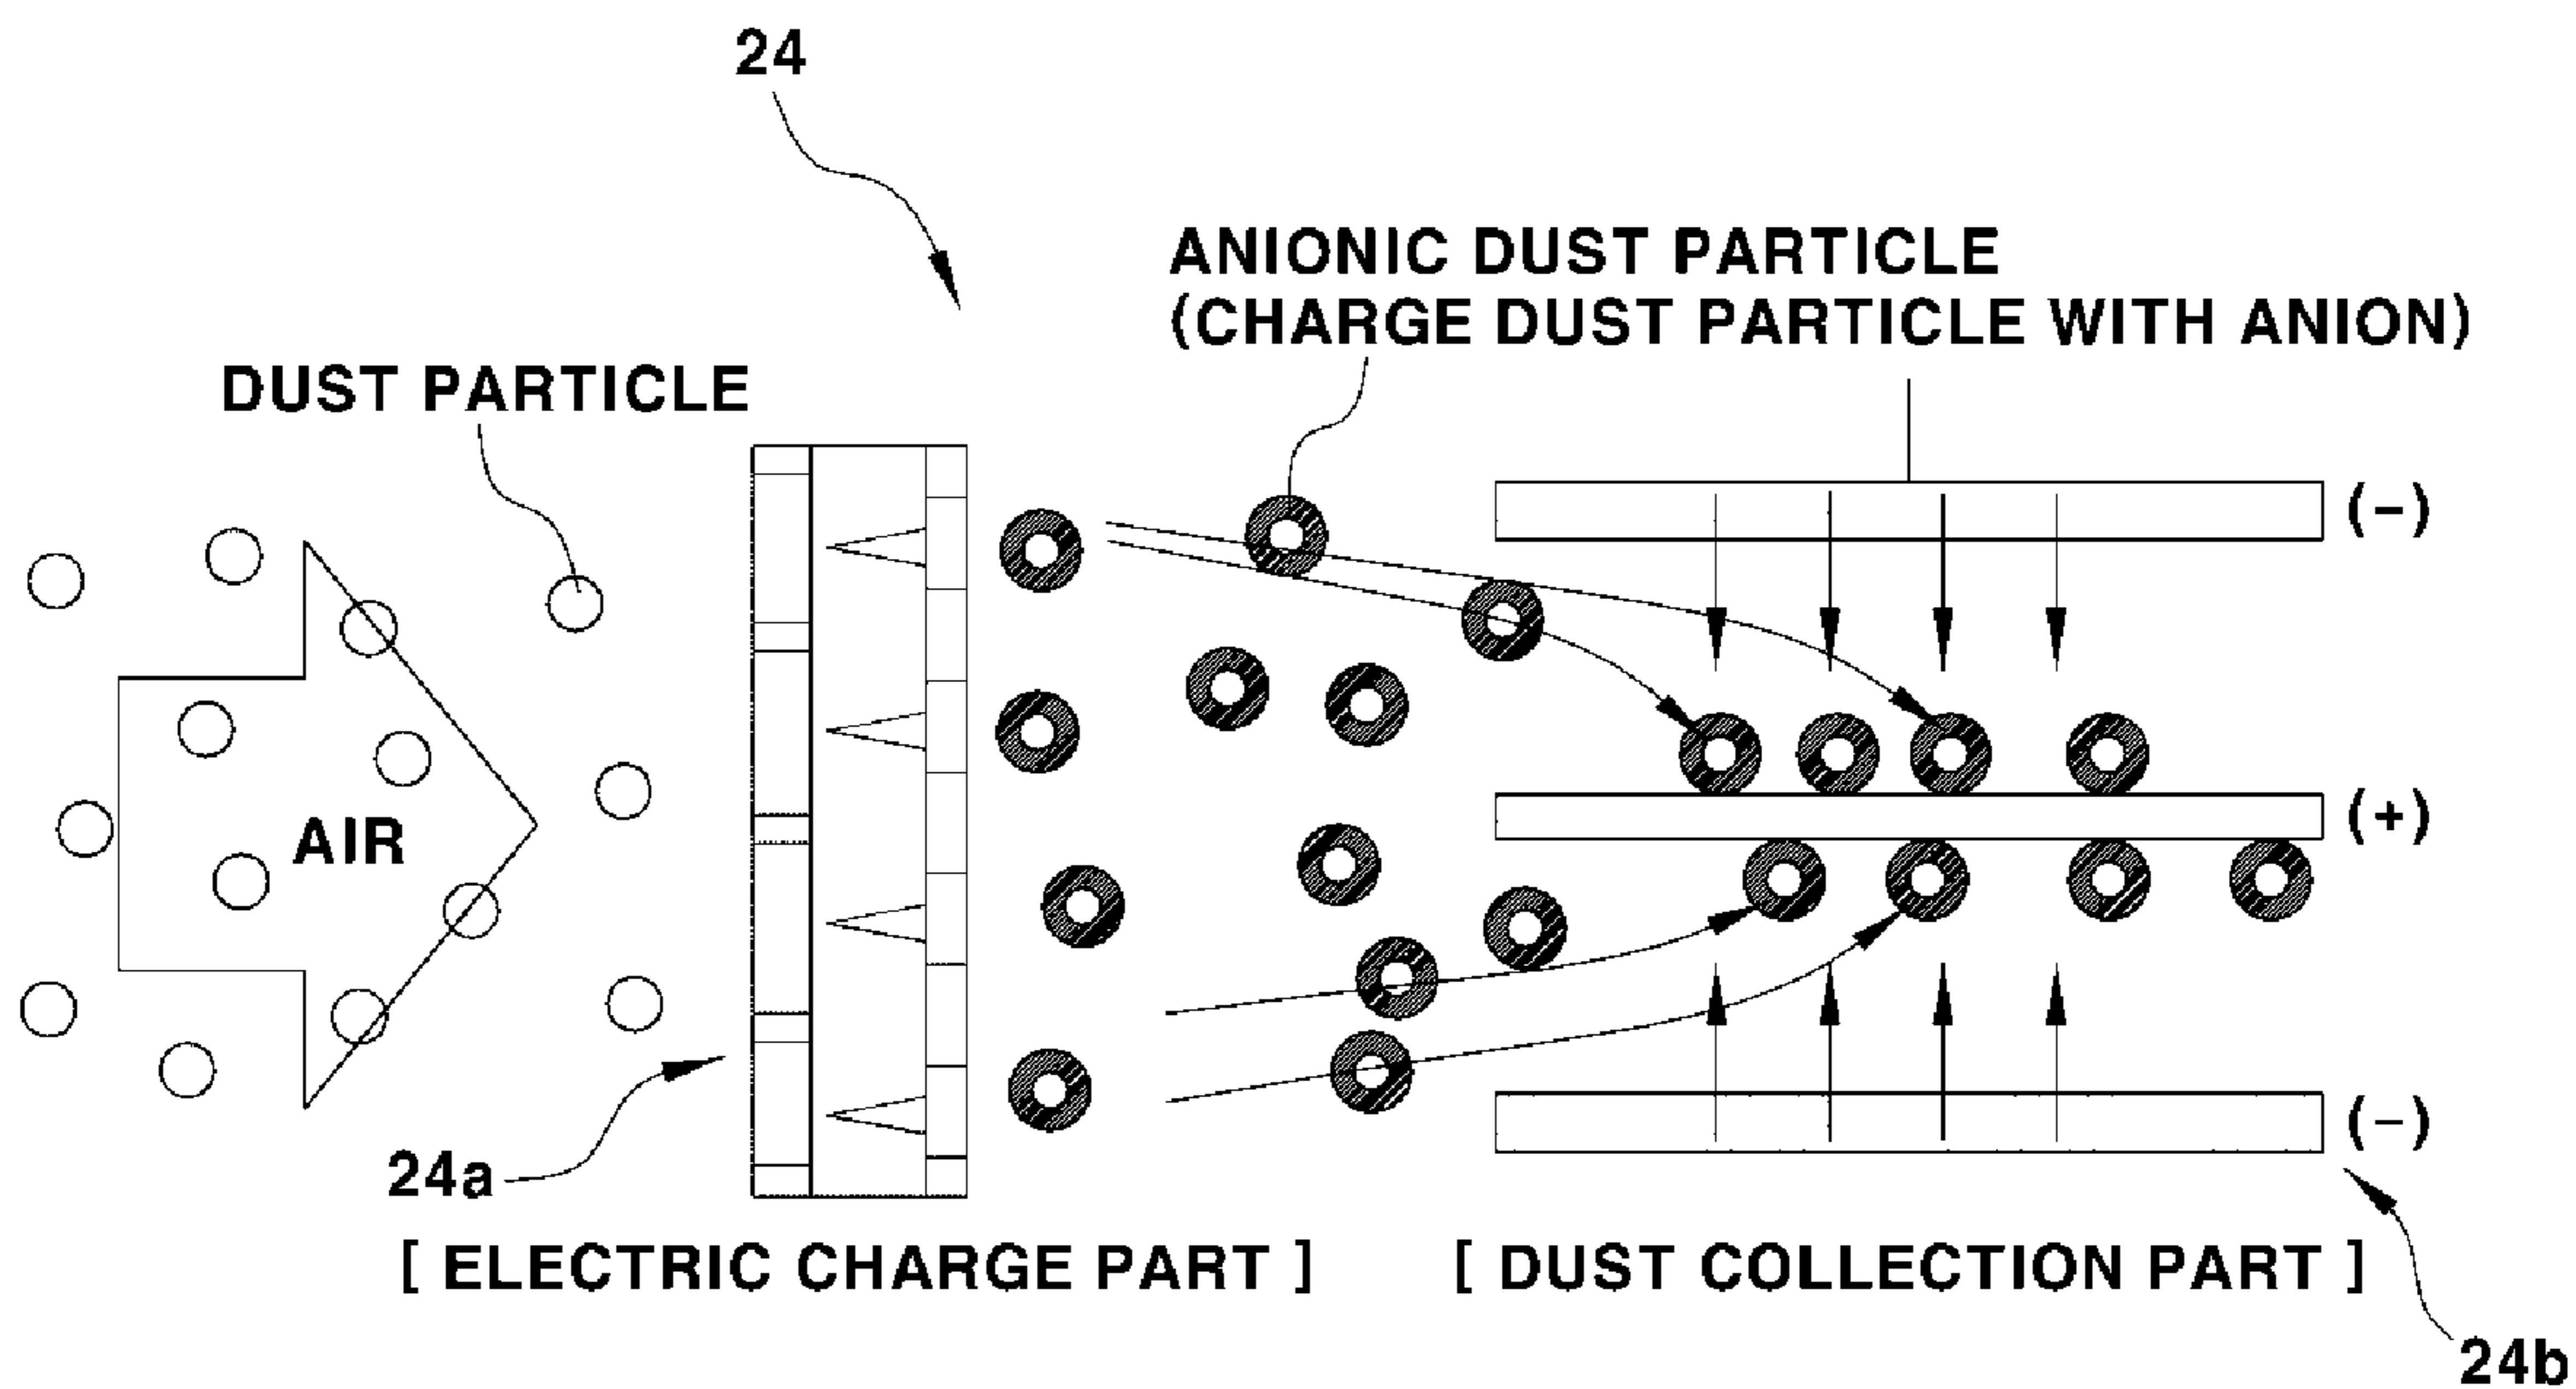 24
ANIONIC DUST PARTICLE
(CHARGE DUST PARTICLE WITH ANION)
DUST PARTICLE
(-)
AIR
(+)
(-)
24a
[ ELECTRIC CHARGE PART ]
[ DUST COLLECTION PART ]
24b